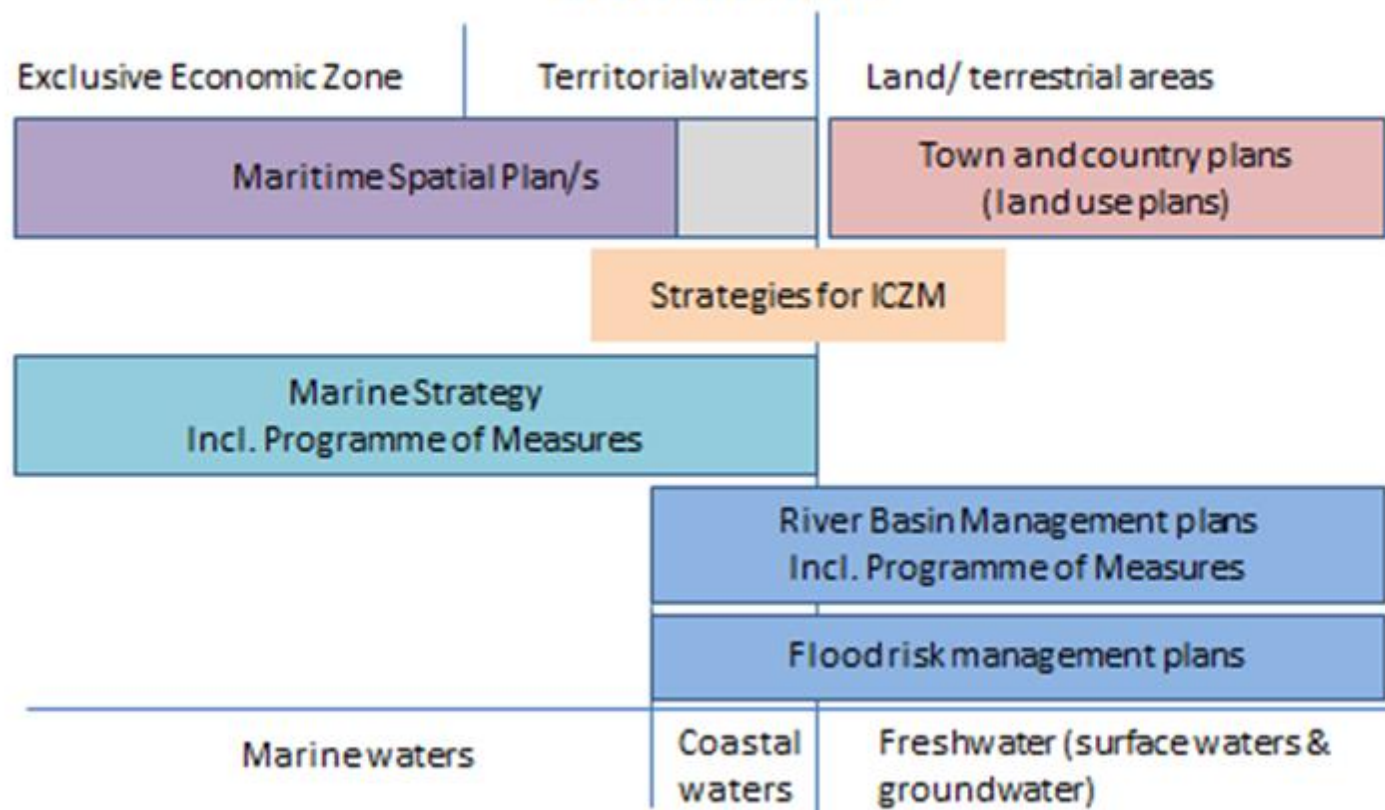 Exclusive Economic Zone
Territorial waters
Land/ terrestrial areas
Maritime Spatial Plan/s
Town and country plans
(land use plans)
Strategies for ICZM
Marine Strategy
Incl. Programme of Measures
River Basin Management plans
Incl. Programme of Measures
Flood risk management plans
Marine waters
Coastal
waters
Freshwater (surface waters &
groundwater)